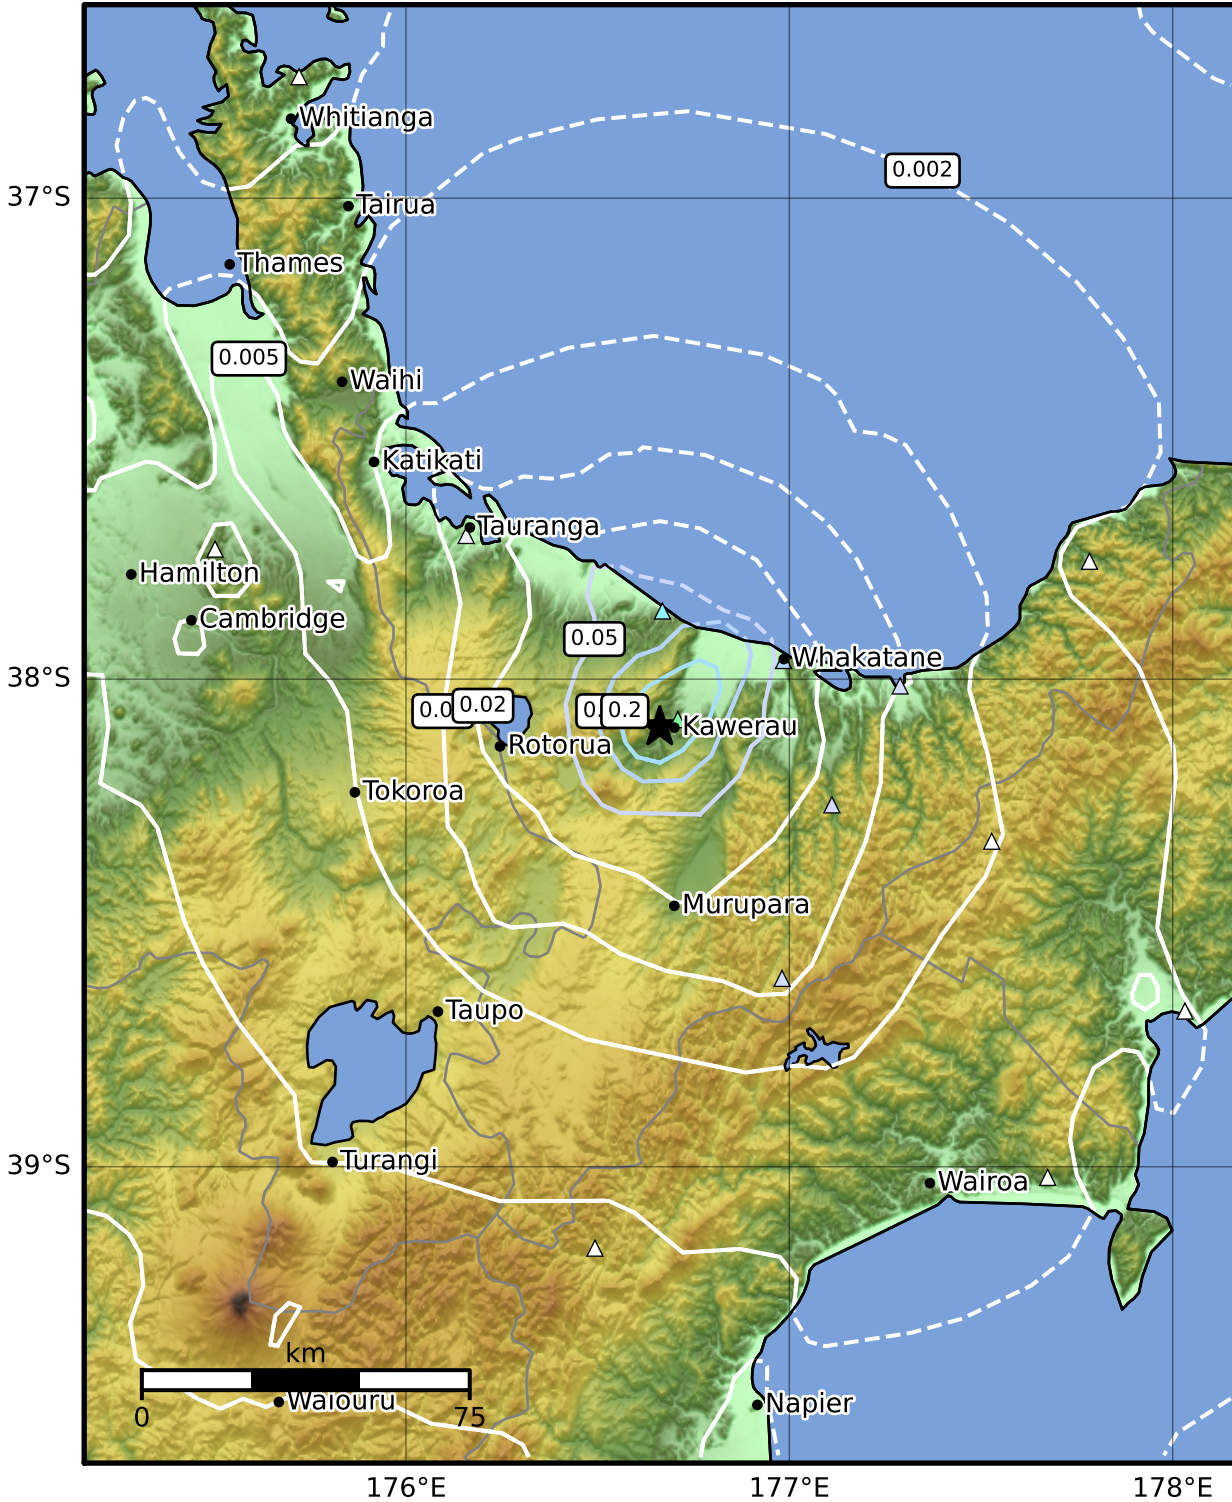 Whitianga
0.002
37°S
Tairua
Thames
0.005
Waihi
Katikati
Tauranga
Hamilton
Cambridge
0.05
Whakatane
38°S
0.02
0.2
Kawerau
Rotorua
Tokoroa
Murupara
Taupo
Turangi
39°S
Wairoa
km
Waiouru
0
75
Napier
176°E
177°E
178°E